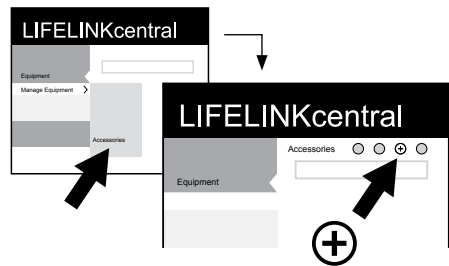 LIFELINKcentral
Equipment
Manage Equipment
Accessories
LIFELINKcentral
Accessories
Equipment